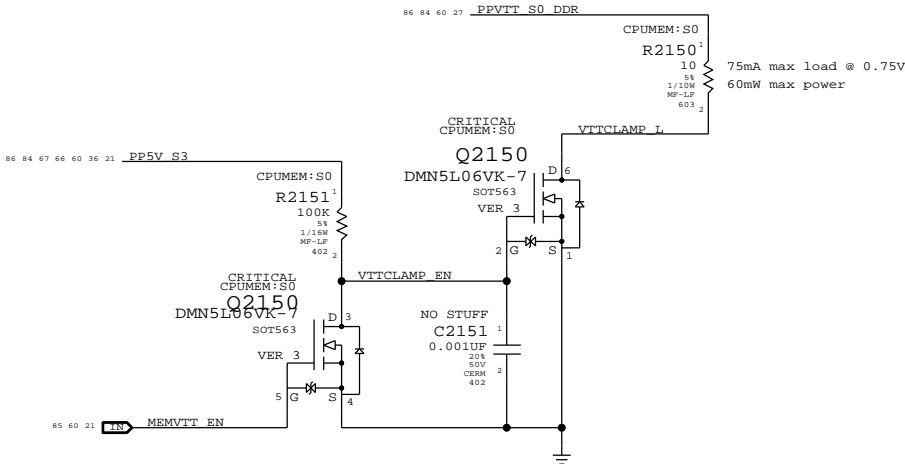 86 84 60 27 PPVTT_S0_DDR
CPUMEM:S0
R2150 1
10
5%
1/10W
MF-LF
603
2
75mA max load @ 0.75V
60mW max power
VTTCLAMP_L
CRITICAL
CPUMEM:S0
Q2150
DMN5L06VK-7
SOT563
VER 3
D 6
2 G S 1
86 84 67 66 60 36 21 PP5V_S3
CPUMEM:S0
R2151 1
100K
5%
1/16W
MF-LF
402
2
VTTCLAMP_EN
CRITICAL
CPUMEM:S0
Q2150
DMN5L06VK-7
SOT563
VER 3
D 3
5 G S 4
NO STUFF
C2151 1
0.001UF
20%
50V
CERM
402
2
85 60 21 IN MEMVTT_EN